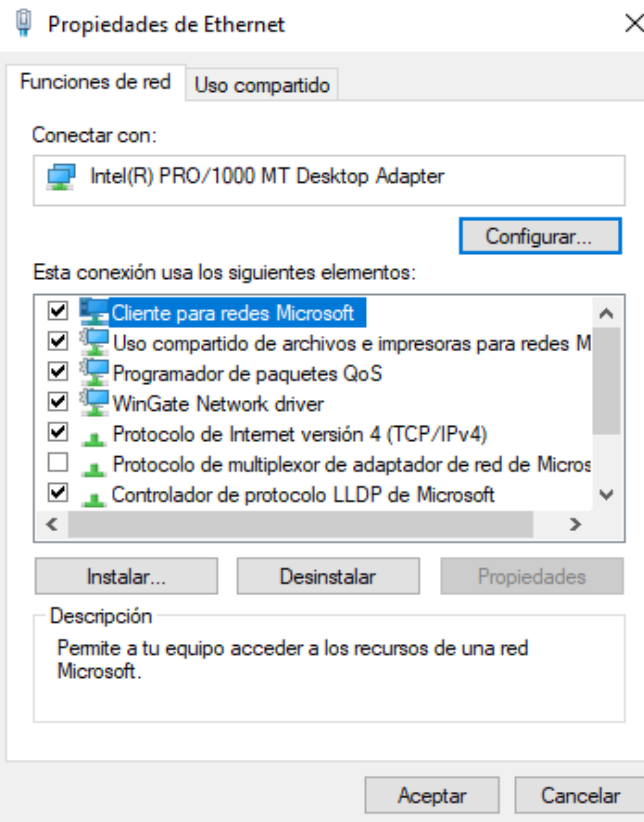 Propiedades de Ethernet
Funciones de red
Uso compartido
Conectar con:
Intel(R) PRO/1000 MT Desktop Adapter
Configurar...
Esta conexión usa los siguientes elementos:
Cliente para redes Microsoft
Uso compartido de archivos e impresoras para redes M
Programador de paquetes QoS
WinGate Network driver
Protocolo de Internet versión 4 (TCP/IPv4)
Protocolo de multiplexor de adaptador de red de Micros
Controlador de protocolo LLDP de Microsoft
Instalar...
Desinstalar
Propiedades
Descripción
Permite a tu equipo acceder a los recursos de una red
Microsoft.
Aceptar
Cancelar